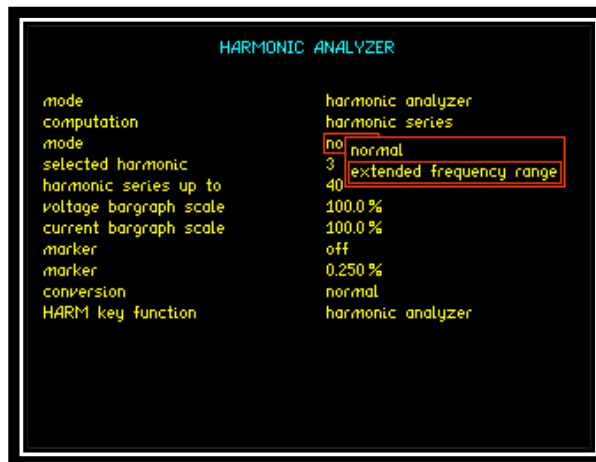 HARMONIC ANALYZER
mode harmonic analyzer
computation harmonic series
mode no
normal
selected harmonic 3
extended frequency range
harmonic series up to 40
voltage bargraph scale 100.0 %
current bargraph scale 100.0 %
marker off
marker 0.250 %
conversion normal
HARM key function harmonic analyzer